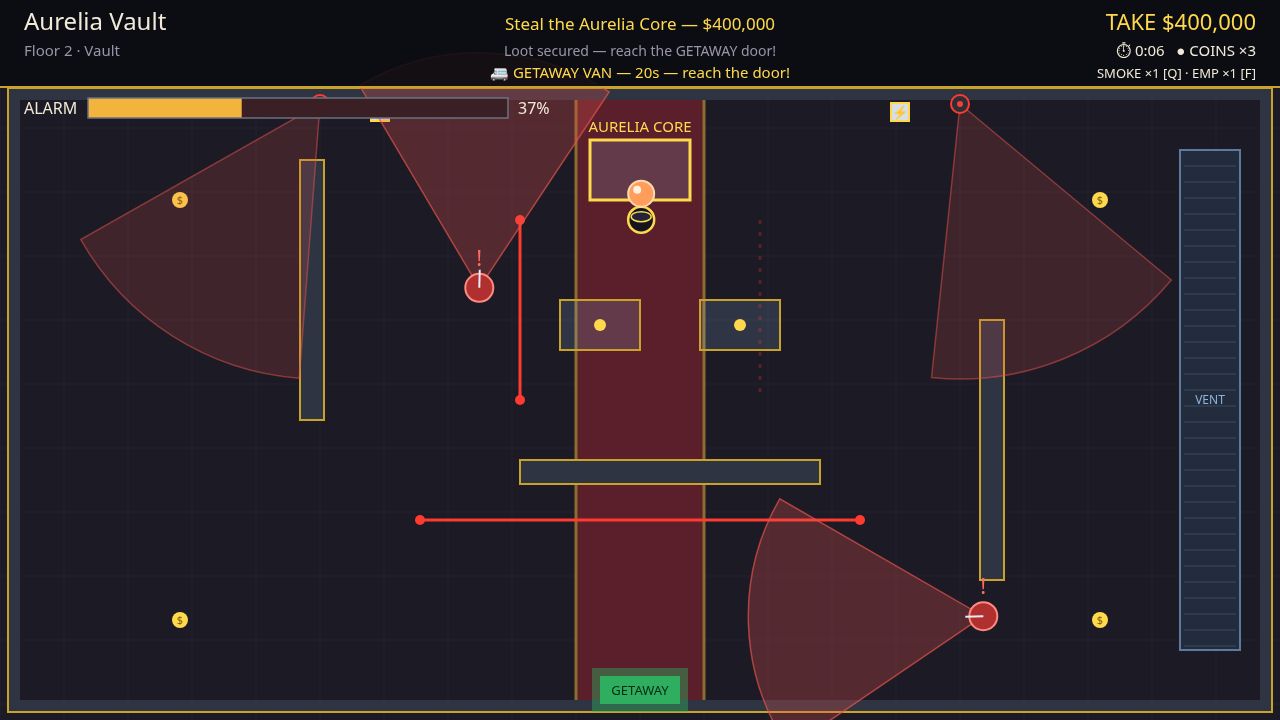 Aurelia Vault
Floor 2 · Vault
Steal the Aurelia Core — $400,000
Loot secured — reach the GETAWAY door!
🚐 GETAWAY VAN — 20s — reach the door!
TAKE $400,000
⏱ 0:06 ● COINS ×3
SMOKE ×1 [Q] · EMP ×1 [F]
ALARM 37%
AURELIA CORE
$
$
!
VENT
!
$
$
GETAWAY